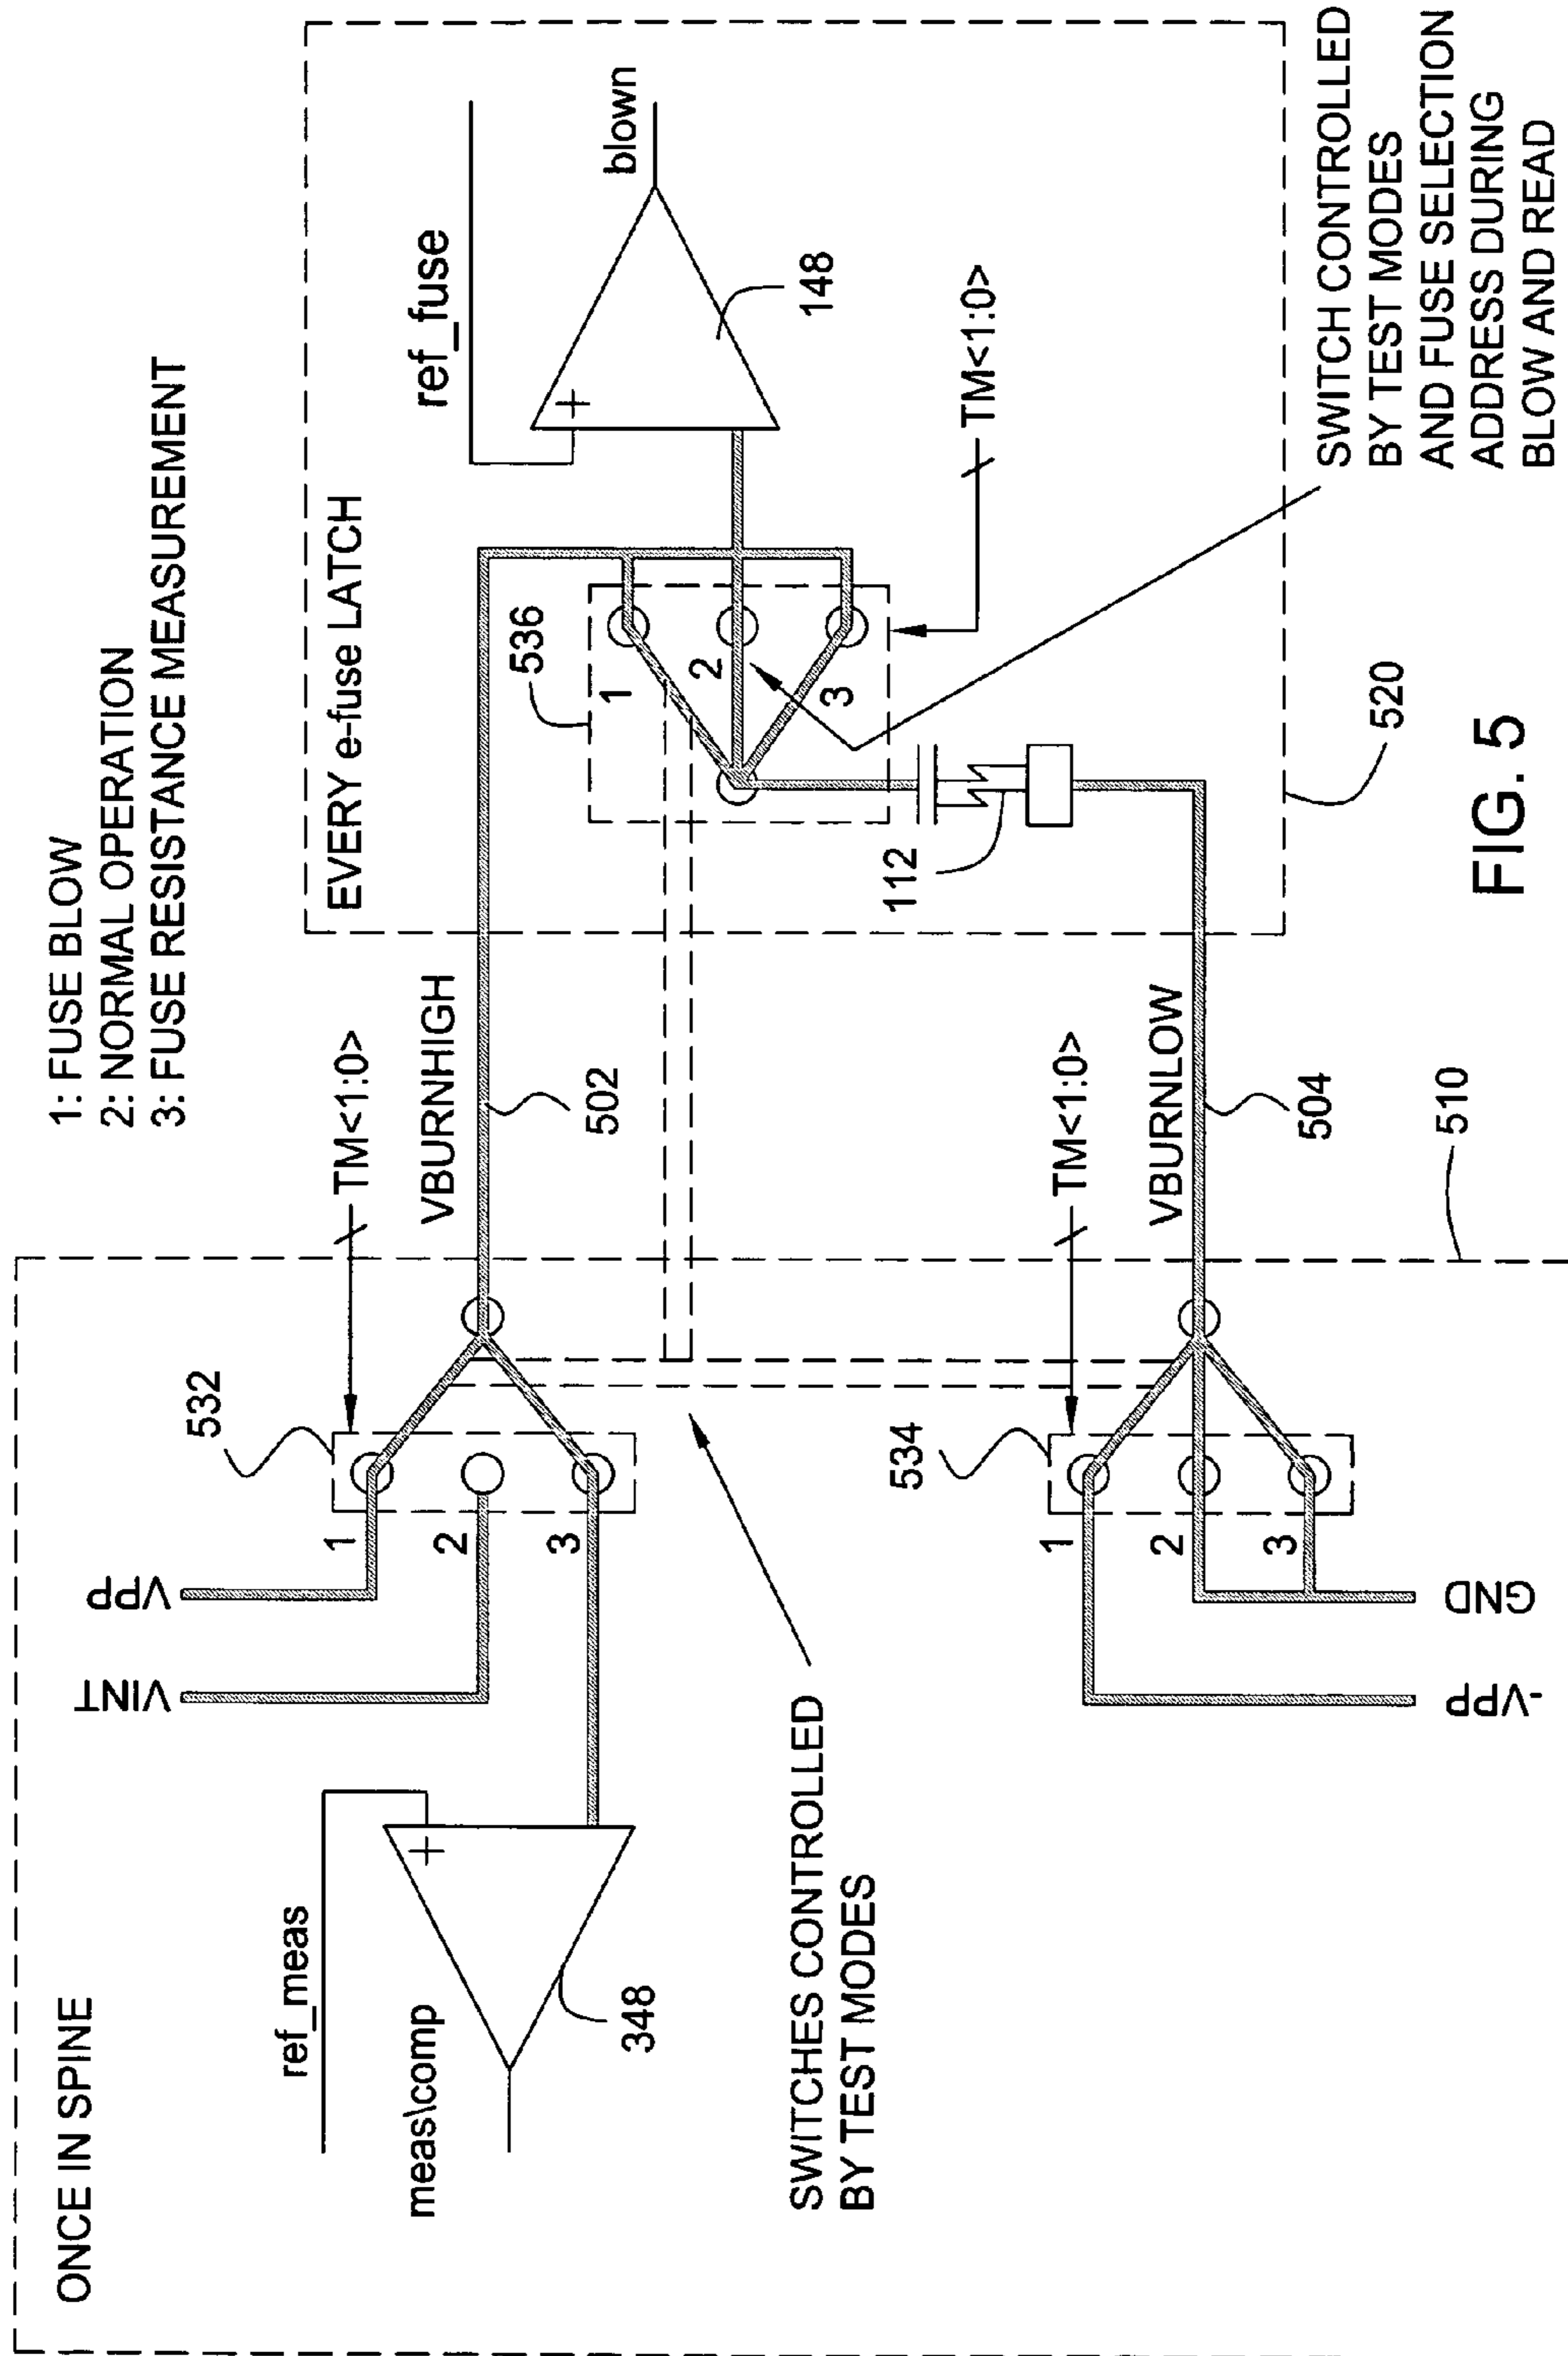 1: FUSE BLOW
2: NORMAL OPERATION
3: FUSE RESISTANCE MEASUREMENT
ONCE IN SPINE
ref_meas
meas\comp
348
VINT
VPP
532
1
2
3
TM<1:0>
VBURNHIGH
502
SWITCHES CONTROLLED
BY TEST MODES
534
1
2
3
TM<1:0>
VBURNLOW
504
-VPP
GND
510
EVERY e-fuse LATCH
536
1
2
3
ref_fuse
blown
148
TM<1:0>
112
520
SWITCH CONTROLLED
BY TEST MODES
AND FUSE SELECTION
ADDRESS DURING
BLOW AND READ
FIG. 5